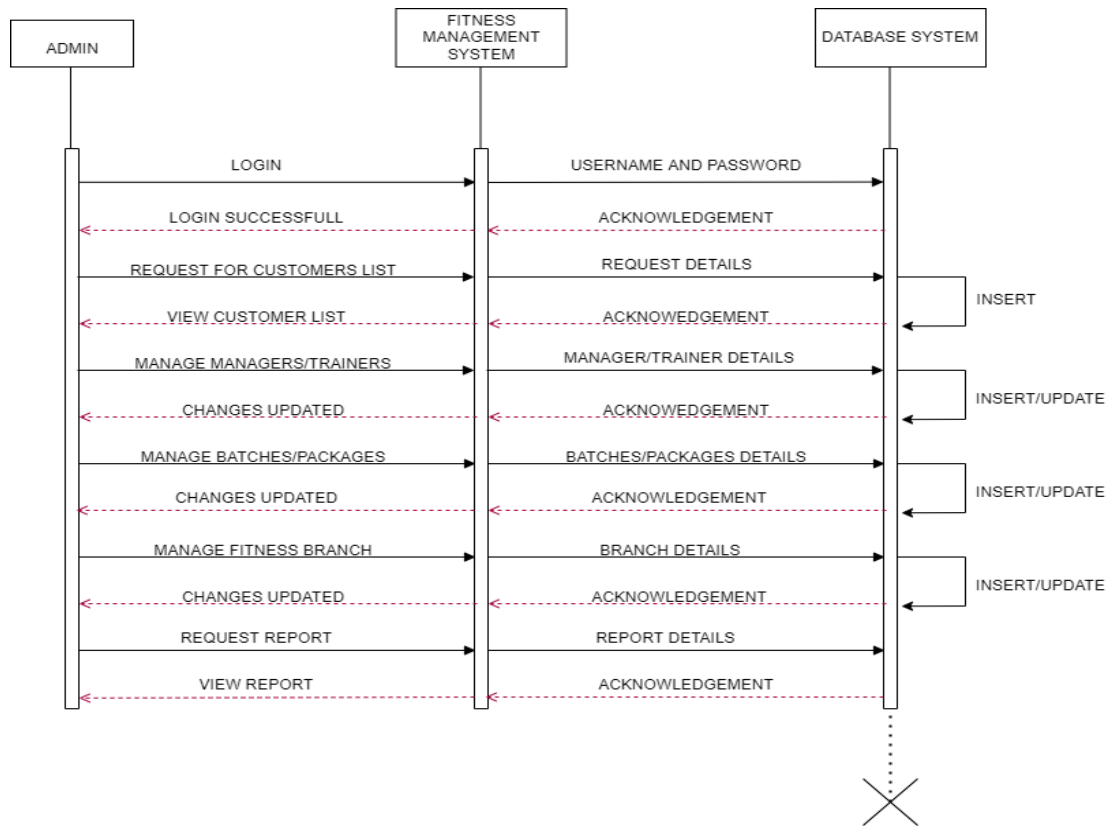 ADMIN
FITNESS
MANAGEMENT
SYSTEM
DATABASE SYSTEM
LOGIN
USERNAME AND PASSWORD
LOGIN SUCCESSFULL
ACKNOWLEDGEMENT
REQUEST FOR CUSTOMERS LIST
REQUEST DETAILS
INSERT
VIEW CUSTOMER LIST
ACKNOWEDGEMENT
MANAGE MANAGERS/TRAINERS
MANAGER/TRAINER DETAILS
INSERT/UPDATE
CHANGES UPDATED
ACKNOWEDGEMENT
MANAGE BATCHES/PACKAGES
BATCHES/PACKAGES DETAILS
INSERT/UPDATE
CHANGES UPDATED
ACKNOWLEDGEMENT
MANAGE FITNESS BRANCH
BRANCH DETAILS
INSERT/UPDATE
CHANGES UPDATED
ACKNOWLEDGEMENT
REQUEST REPORT
REPORT DETAILS
VIEW REPORT
ACKNOWLEDGEMENT